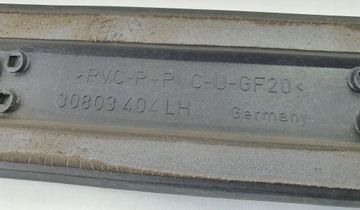 >PVC-P+PVC-U-GF20<
30803404 LH Germany